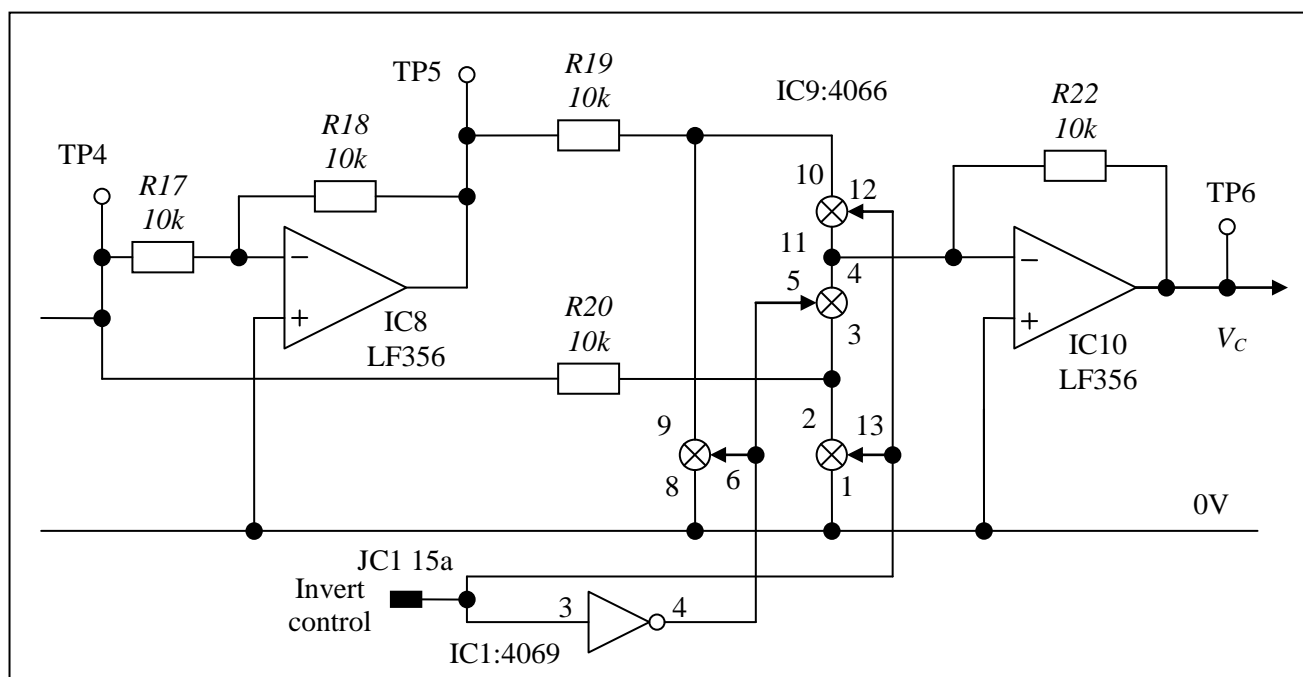 TP5
R19
10k
IC9:4066
R22
10k
TP4
R18
10k
R17
10k
10
12
TP6
11
4
5
3
−
+
IC8
LF356
R20
10k
−
+
IC10
LF356
V_C
9
8
6
2
13
1
0V
JC1 15a
Invert
control
3
4
IC1:4069